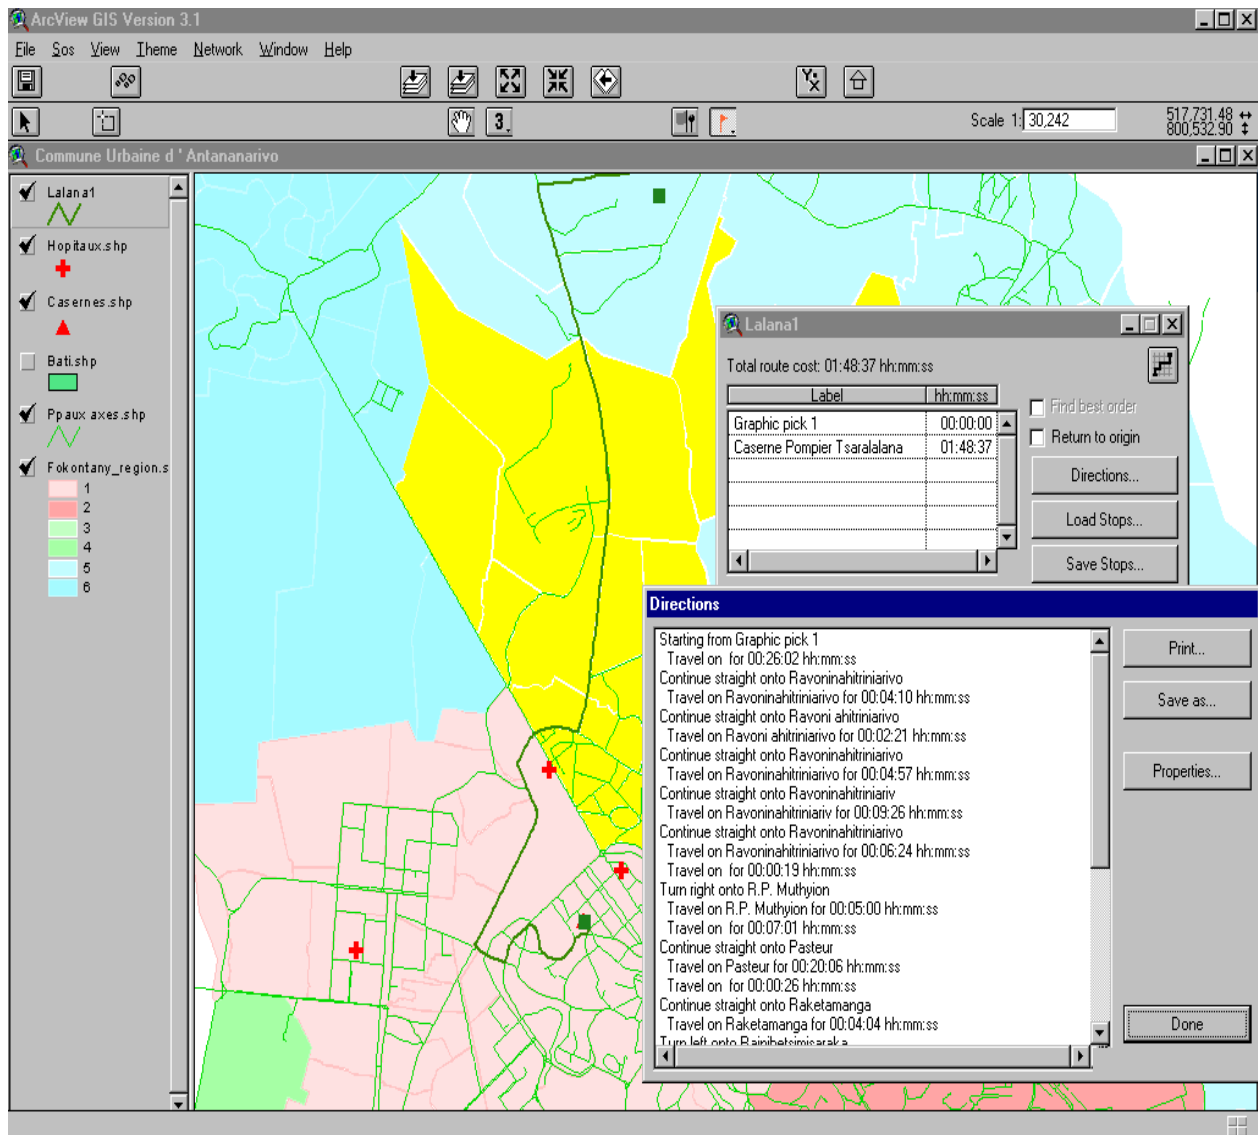 ArcView GIS Version 3.1
File Sos View Theme Network Window Help
3
Scale 1: 30,242
517,731.48
800,532.90
Commune Urbaine d ' Antananarivo
Lalana1
Hopitaux.shp
Casernes.shp
Bati.shp
Ppaux axes.shp
Fokontany_region.s
1
2
3
4
5
6
Lalana1
Total route cost: 01:48:37 hh:mm:ss
Label hh:mm:ss
Graphic pick 1 00:00:00
Caserne Pompier Tsaralalana 01:48:37
Find best order
Return to origin
Directions...
Load Stops...
Save Stops...
Directions
Starting from Graphic pick 1
Travel on for 00:26:02 hh:mm:ss
Continue straight onto Ravoninahitriniarivo
Travel on Ravoninahitriniarivo for 00:04:10 hh:mm:ss
Continue straight onto Ravoni ahitriniarivo
Travel on Ravoni ahitriniarivo for 00:02:21 hh:mm:ss
Continue straight onto Ravoninahitriniarivo
Travel on Ravoninahitriniarivo for 00:04:57 hh:mm:ss
Continue straight onto Ravoninahitriniariv
Travel on Ravoninahitriniariv for 00:09:26 hh:mm:ss
Continue straight onto Ravoninahitriniarivo
Travel on Ravoninahitriniarivo for 00:06:24 hh:mm:ss
Travel on for 00:00:19 hh:mm:ss
Turn right onto R.P. Muthyion
Travel on R.P. Muthyion for 00:05:00 hh:mm:ss
Travel on for 00:07:01 hh:mm:ss
Continue straight onto Pasteur
Travel on Pasteur for 00:20:06 hh:mm:ss
Travel on for 00:00:26 hh:mm:ss
Continue straight onto Raketamanga
Travel on Raketamanga for 00:04:04 hh:mm:ss
Turn left onto Rainibetsimisaraka
Print...
Save as...
Properties...
Done